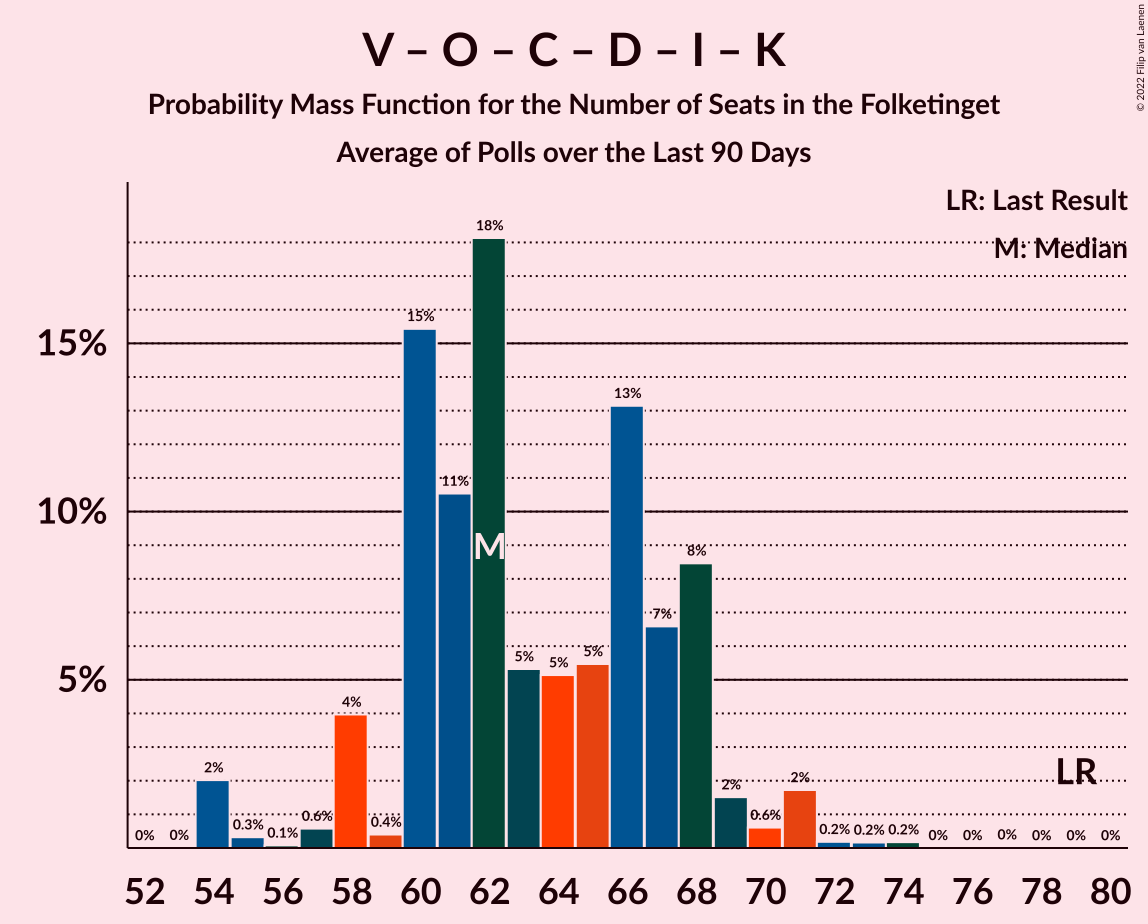 V – O – C – D – I – K
Probability Mass Function for the Number of Seats in the Folketinget
Average of Polls over the Last 90 Days
© 2022 Filip van Laenen
LR: Last Result
M: Median
15%
10%
5%
0% 0% 2% 0.3% 0.1% 0.6% 4% 0.4% 15% 11% 18% 5% 5% 5% 13% 7% 8% 2% 0.6% 2% 0.2% 0.2% 0.2% 0% 0% 0% 0% 0% 0%
M
LR
52 54 56 58 60 62 64 66 68 70 72 74 76 78 80